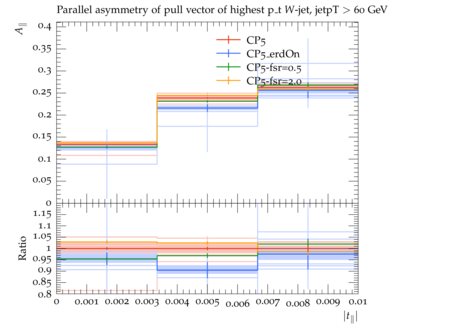 Parallel asymmetry of pull vector of highest p_t W-jet, jetpT > 60 GeV
A∥
0.4
0.35
0.3
0.25
0.2
0.15
0.1
0.05
0
CP5
CP5_erdOn
CP5-fsr=0.5
CP5-fsr=2.0
Ratio
1.15
1.1
1.05
1
0.95
0.9
0.85
0.8
0 0.001 0.002 0.003 0.004 0.005 0.006 0.007 0.008 0.009 0.01
|t∥|